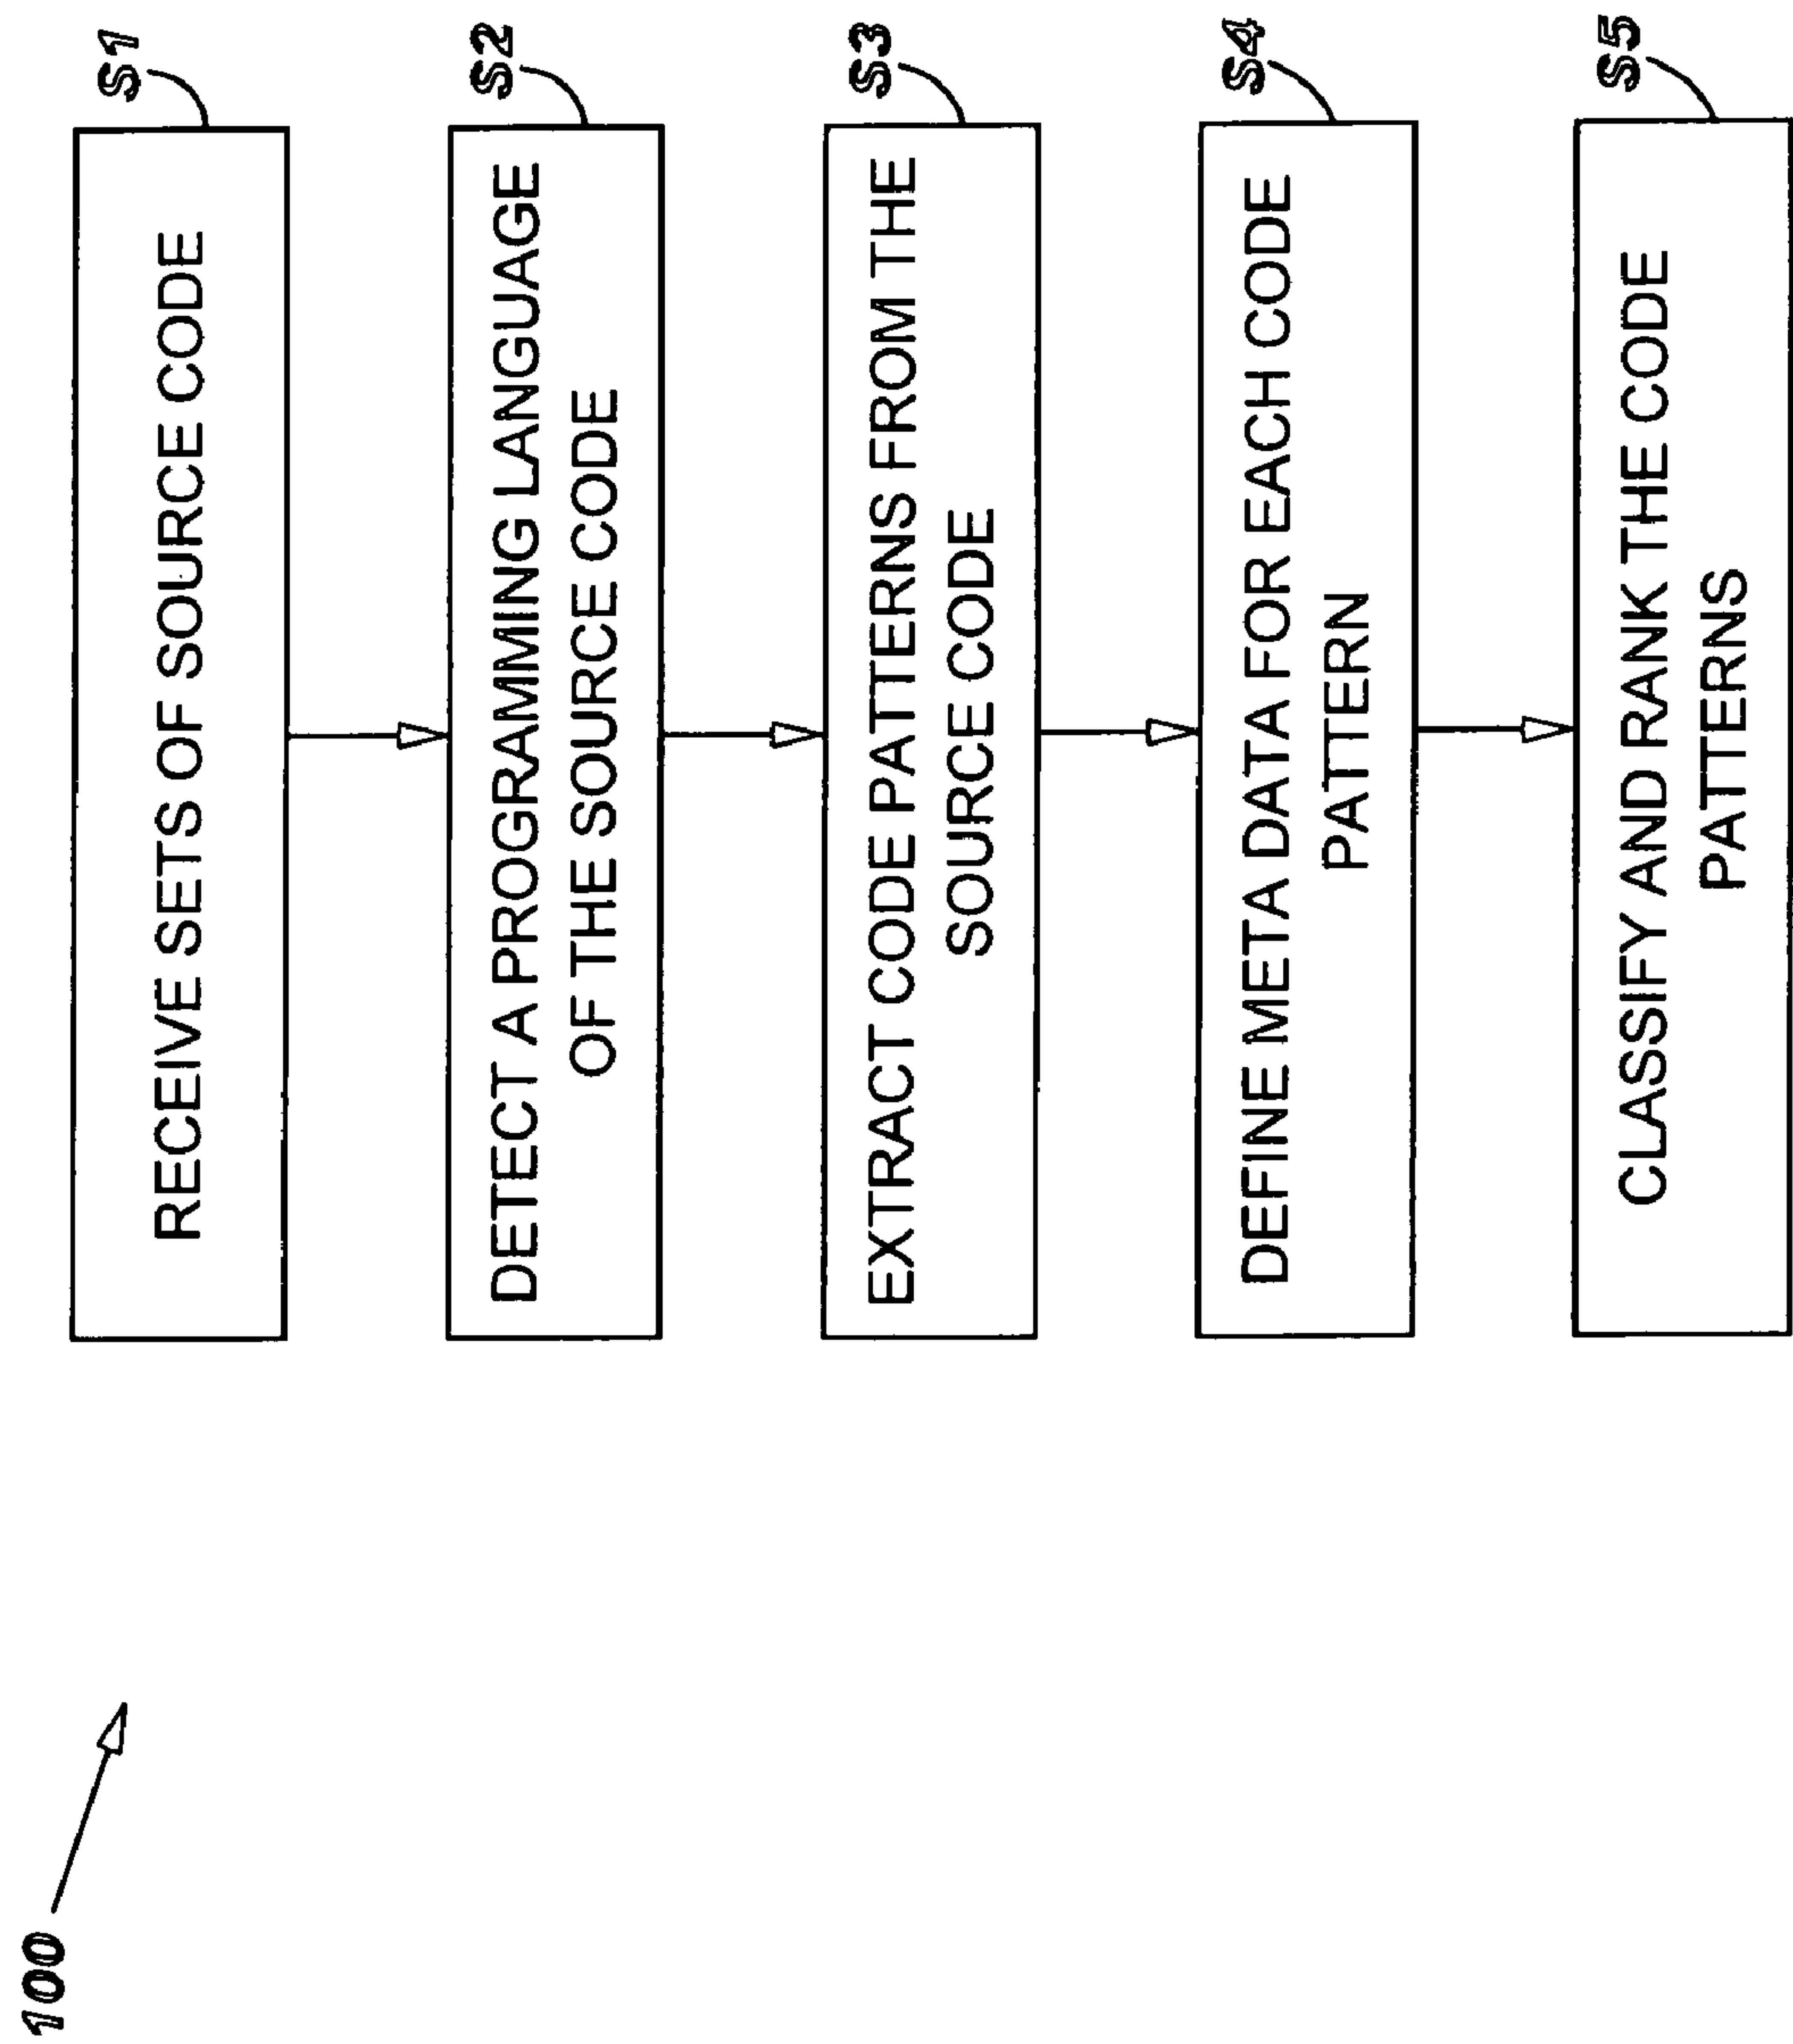 100
S1
RECEIVE SETS OF SOURCE CODE
S2
DETECT A PROGRAMMING LANGUAGE
OF THE SOURCE CODE
S3
EXTRACT CODE PATTERNS FROM THE
SOURCE CODE
S4
DEFINE META DATA FOR EACH CODE
PATTERN
S5
CLASSIFY AND RANK THE CODE
PATTERNS